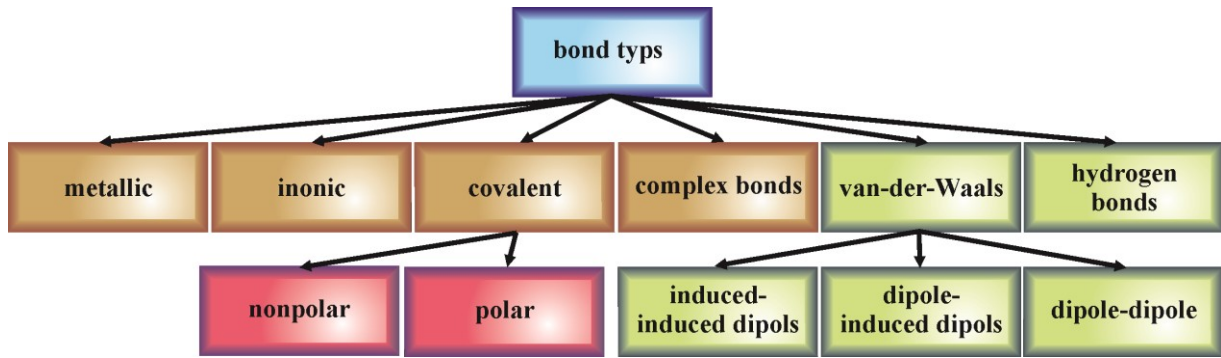 bond typs
metallic
inonic
covalent
complex bonds
van-der-Waals
hydrogen
bonds
nonpolar
polar
induced-
induced dipols
dipole-
induced dipols
dipole-dipole